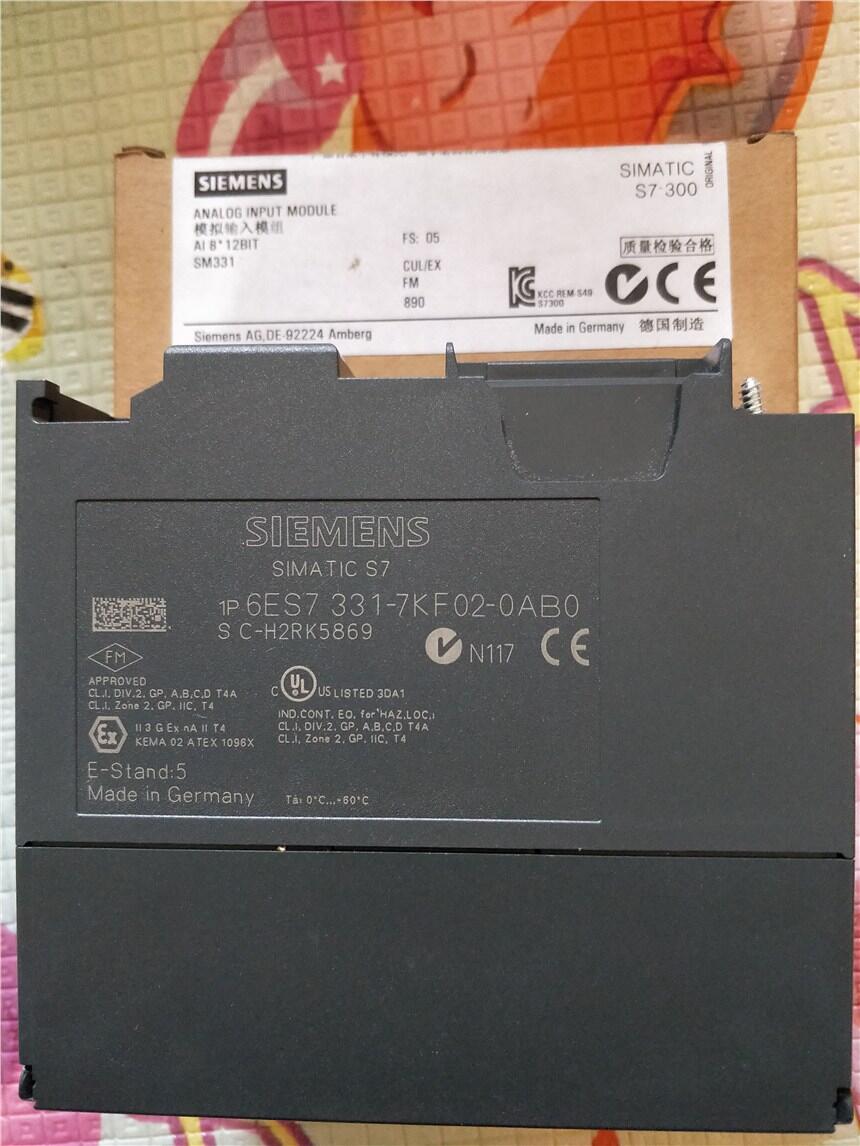 SIEMENS
SIMATIC
S7-300
ORIGINAL
ANALOG INPUT MODULE
模拟输入模组
AI 8*12BIT
SM331
FS: 05
CUL/EX
FM
890
质量检验合格
KCC-REM-S49
S7300
CE
Siemens AG,DE-92224 Amberg
Made in Germany 德国制造
SIEMENS
SIMATIC S7
1P 6ES7 331-7KF02-0AB0
S C-H2RK5869
N117 CE
FM
APPROVED
CL.I, DIV.2, GP. A,B,C,D T4A
CL.I, Zone 2, GP. IIC, T4
C UL US LISTED 3DA1
IND.CONT. EQ. for HAZ.LOC.
CL.I, DIV.2, GP. A,B,C,D T4A
CL.I, Zone 2, GP. IIC, T4
Ex
II 3 G Ex nA II T4
KEMA 02 ATEX 1096X
E-Stand:5
Made in Germany
Ta: 0°C...+60°C